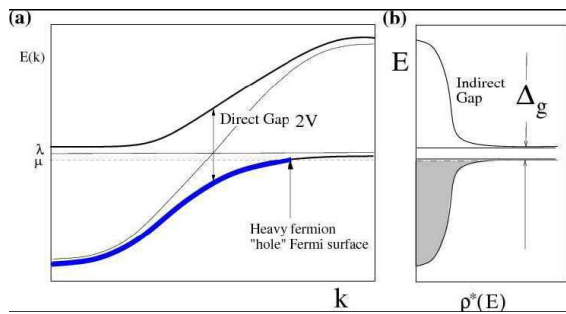 (a)
E(k)
λ
μ
Direct Gap 2V
Heavy fermion
"hole" Fermi surface
k
(b)
E
Indirect
Gap
Δg
ρ*(E)